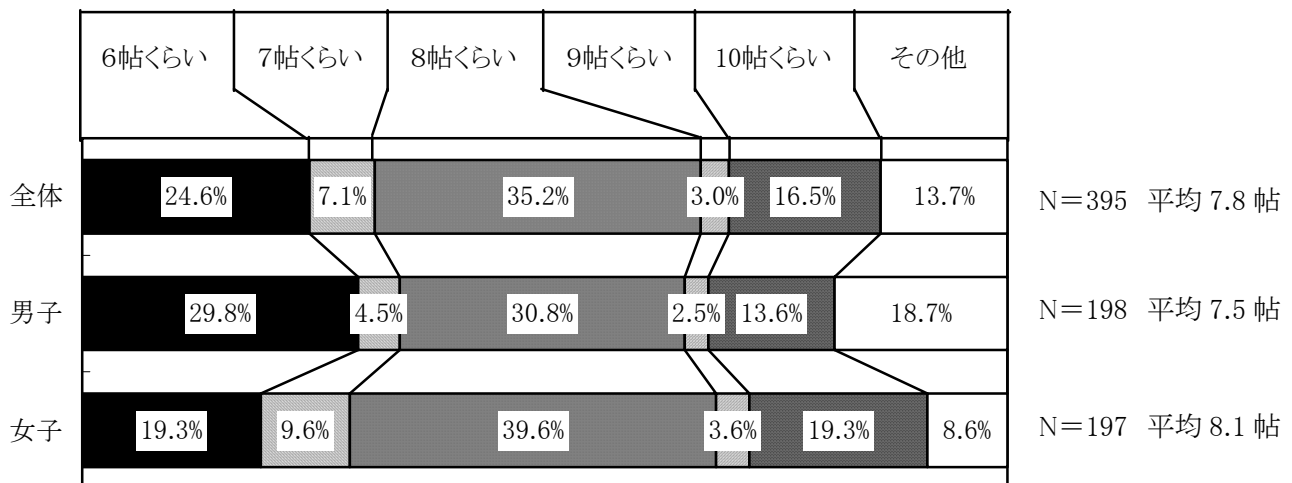 6帖くらい 7帖くらい 8帖くらい 9帖くらい 10帖くらい その他
全体 24.6% 7.1% 35.2% 3.0% 16.5% 13.7% N=395 平均 7.8 帖
男子 29.8% 4.5% 30.8% 2.5% 13.6% 18.7% N=198 平均 7.5 帖
女子 19.3% 9.6% 39.6% 3.6% 19.3% 8.6% N=197 平均 8.1 帖